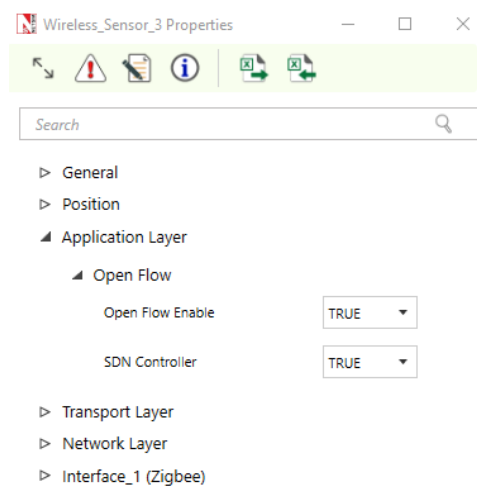 Wireless_Sensor_3 Properties
Search
General
Position
Application Layer
Open Flow
Open Flow Enable TRUE
SDN Controller TRUE
Transport Layer
Network Layer
Interface_1 (Zigbee)